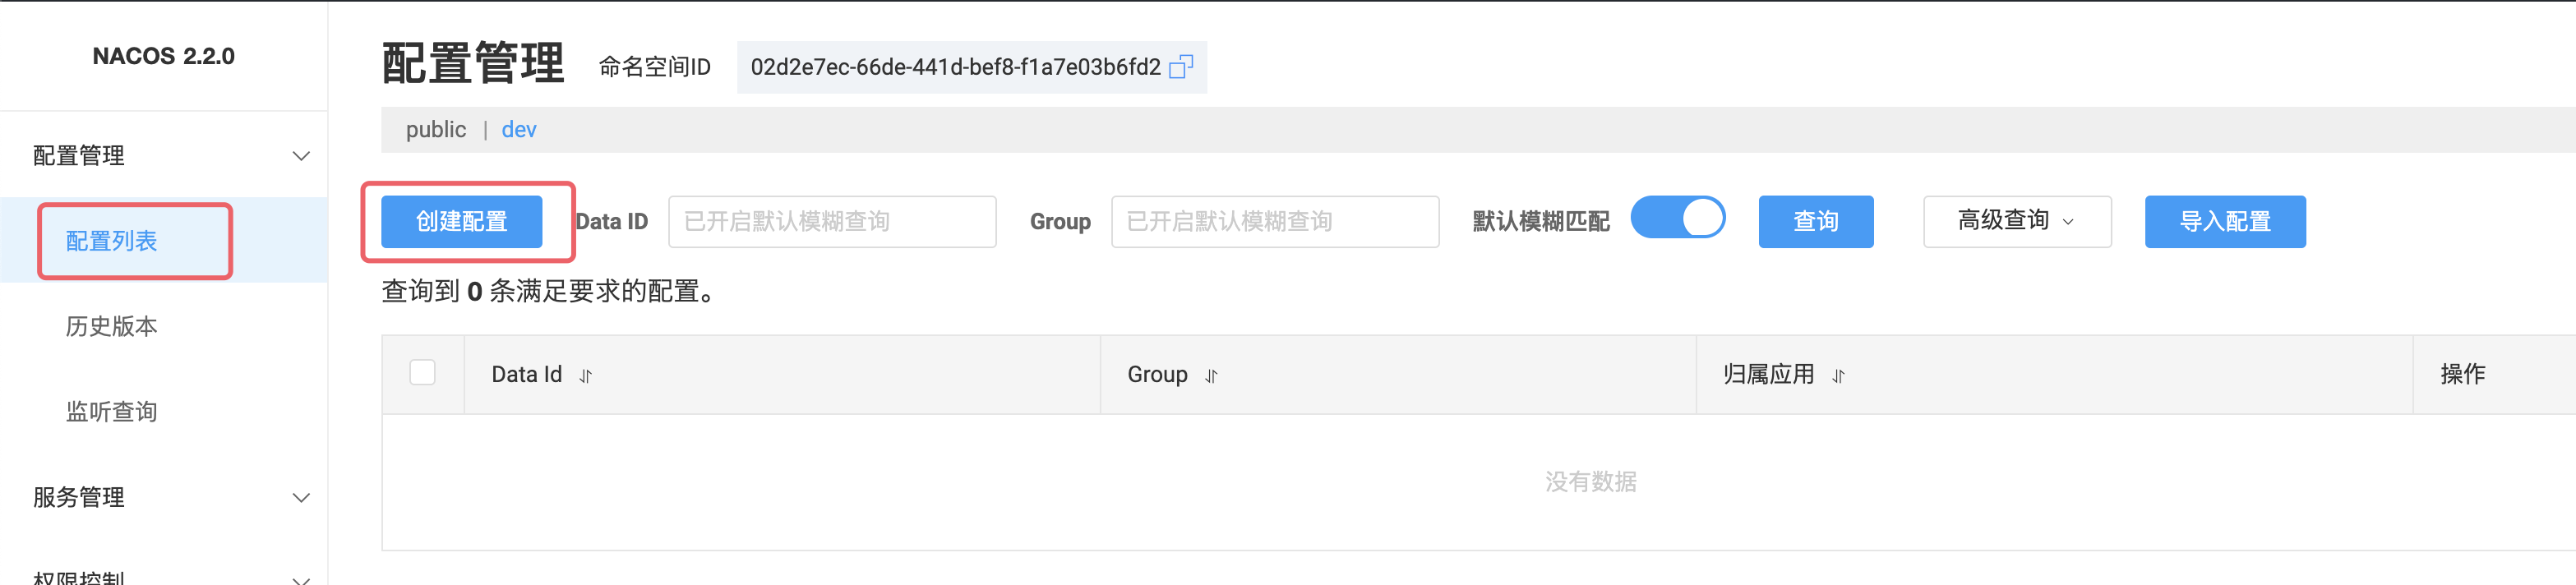 NACOS 2.2.0
配置管理
配置列表
历史版本
监听查询
服务管理
权限控制
配置管理 命名空间ID 02d2e7ec-66de-441d-bef8-f1a7e03b6fd2
public | dev
创建配置 Data ID 已开启默认模糊查询 Group 已开启默认模糊查询 默认模糊匹配 查询 高级查询 导入配置
查询到 0 条满足要求的配置。
Data Id Group 归属应用 操作
没有数据